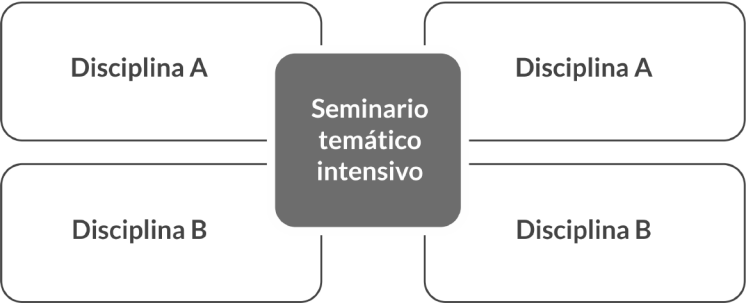 Disciplina A
Disciplina A
Seminario
temático
intensivo
Disciplina B
Disciplina B